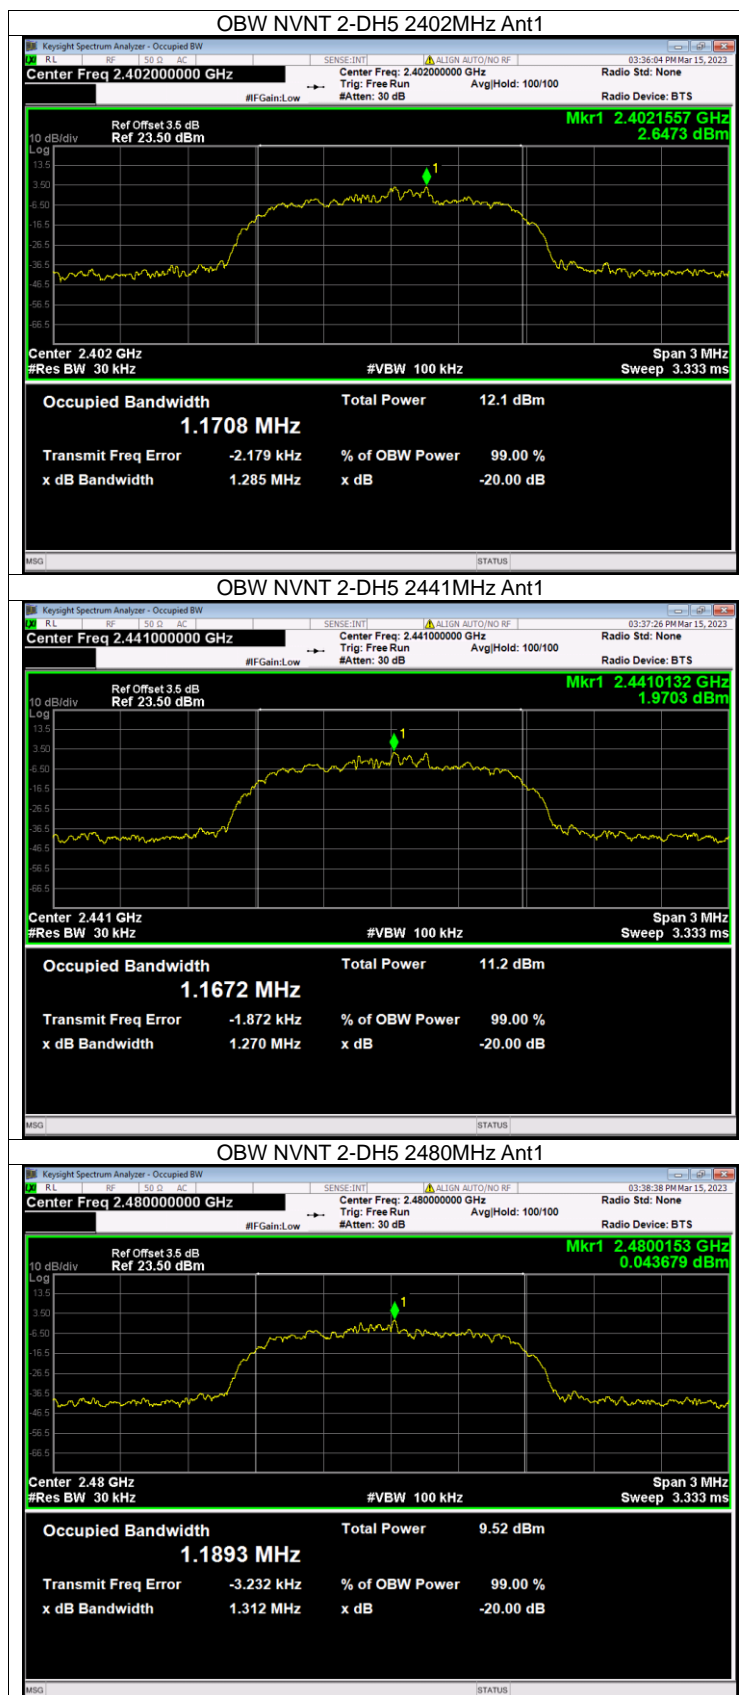 OBW NVNT 2-DH5 2402MHz Ant1
Keysight Spectrum Analyzer - Occupied BW
RL RF 50 Ω AC SENSE:INT ALIGN AUTO/NO RF 03:36:04 PM Mar 15, 2023
Center Freq 2.402000000 GHz Center Freq: 2.402000000 GHz Radio Std: None
Trig: Free Run Avg|Hold: 100/100
#IFGain:Low #Atten: 30 dB Radio Device: BTS
Mkr1 2.4021557 GHz
Ref Offset 3.5 dB
10 dB/div Ref 23.50 dBm 2.6473 dBm
Log
13.5
1
3.50
-6.50
-16.5
-26.5
-36.5
-46.5
-56.5
-66.5
Center 2.402 GHz Span 3 MHz
#Res BW 30 kHz #VBW 100 kHz Sweep 3.333 ms
Occupied Bandwidth Total Power 12.1 dBm
1.1708 MHz
Transmit Freq Error -2.179 kHz % of OBW Power 99.00 %
x dB Bandwidth 1.285 MHz x dB -20.00 dB
MSG STATUS
OBW NVNT 2-DH5 2441MHz Ant1
Keysight Spectrum Analyzer - Occupied BW
RL RF 50 Ω AC SENSE:INT ALIGN AUTO/NO RF 03:37:26 PM Mar 15, 2023
Center Freq 2.441000000 GHz Center Freq: 2.441000000 GHz Radio Std: None
Trig: Free Run Avg|Hold: 100/100
#IFGain:Low #Atten: 30 dB Radio Device: BTS
Mkr1 2.4410132 GHz
Ref Offset 3.5 dB
10 dB/div Ref 23.50 dBm 1.9703 dBm
Log
13.5
1
3.50
-6.50
-16.5
-26.5
-36.5
-46.5
-56.5
-66.5
Center 2.441 GHz Span 3 MHz
#Res BW 30 kHz #VBW 100 kHz Sweep 3.333 ms
Occupied Bandwidth Total Power 11.2 dBm
1.1672 MHz
Transmit Freq Error -1.872 kHz % of OBW Power 99.00 %
x dB Bandwidth 1.270 MHz x dB -20.00 dB
MSG STATUS
OBW NVNT 2-DH5 2480MHz Ant1
Keysight Spectrum Analyzer - Occupied BW
RL RF 50 Ω AC SENSE:INT ALIGN AUTO/NO RF 03:38:38 PM Mar 15, 2023
Center Freq 2.480000000 GHz Center Freq: 2.480000000 GHz Radio Std: None
Trig: Free Run Avg|Hold: 100/100
#IFGain:Low #Atten: 30 dB Radio Device: BTS
Mkr1 2.4800153 GHz
Ref Offset 3.5 dB
10 dB/div Ref 23.50 dBm 0.043679 dBm
Log
13.5
1
3.50
-6.50
-16.5
-26.5
-36.5
-46.5
-56.5
-66.5
Center 2.48 GHz Span 3 MHz
#Res BW 30 kHz #VBW 100 kHz Sweep 3.333 ms
Occupied Bandwidth Total Power 9.52 dBm
1.1893 MHz
Transmit Freq Error -3.232 kHz % of OBW Power 99.00 %
x dB Bandwidth 1.312 MHz x dB -20.00 dB
MSG STATUS